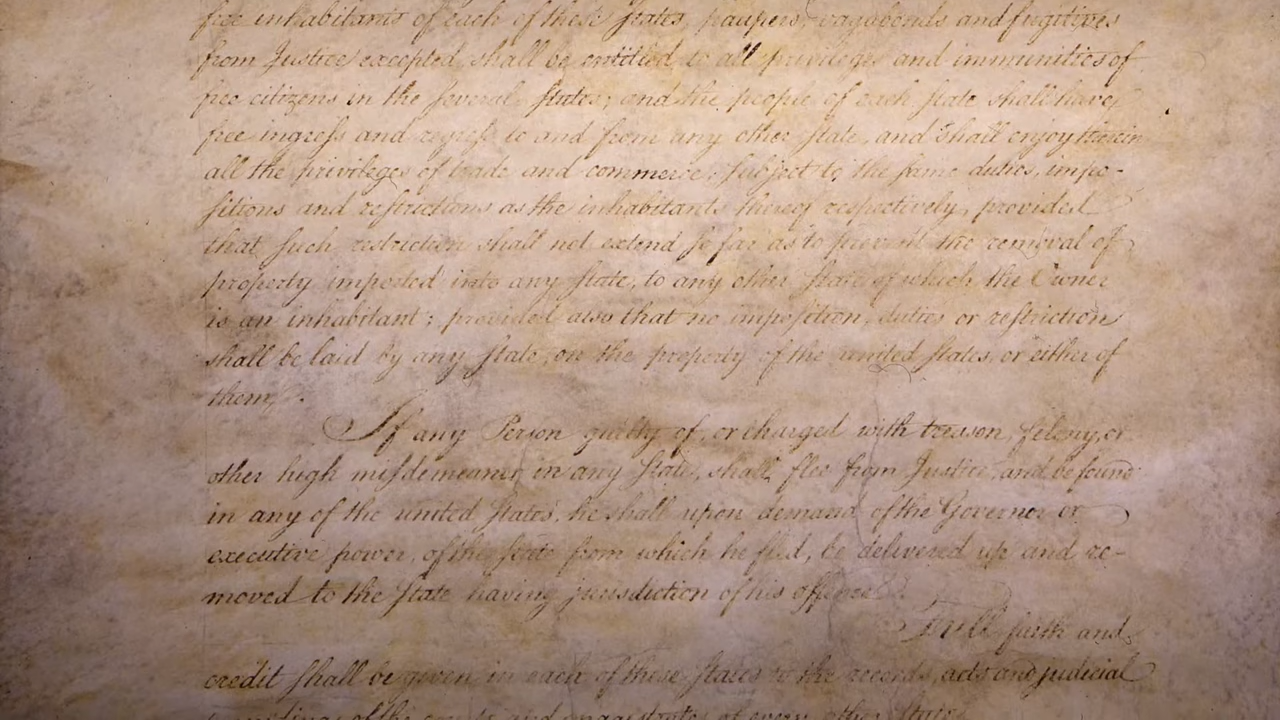 free inhabitants of each of these States, paupers, vagabonds and fugitives
from Justice excepted, shall be entitled to all privileges and immunities of
free citizens in the several States; and the people of each State shall have
free ingress and regress to and from any other State, and shall enjoy therein
all the privileges of trade and commerce, subject to the same duties, impo-
sitions and restrictions as the inhabitants thereof respectively, provided
that such restriction shall not extend so far as to prevent the removal of
property imported into any State, to any other State of which the Owner
is an inhabitant; provided also that no imposition, duties or restriction
shall be laid by any State, on the property of the united States, or either of
them.
If any Person guilty of, or charged with treason, felony, or
other high misdemeanor in any State, shall flee from Justice, and be found
in any of the united States, he shall upon demand of the Governor or
executive power, of the State from which he fled, be delivered up and re-
moved to the State having jurisdiction of his offence.
Full faith and
credit shall be given in each of these States to the records, acts and judicial
proceedings of the courts and magistrates of every other State.